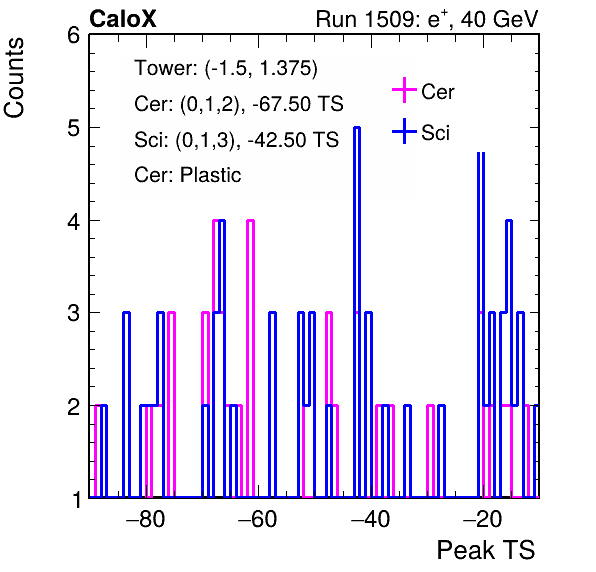 CaloX Run 1509: e⁺, 40 GeV
Counts
6
5
4
3
2
1
Tower: (-1.5, 1.375)
Cer: (0,1,2), -67.50 TS
Sci: (0,1,3), -42.50 TS
Cer: Plastic
Cer
Sci
−80 −60 −40 −20
Peak TS